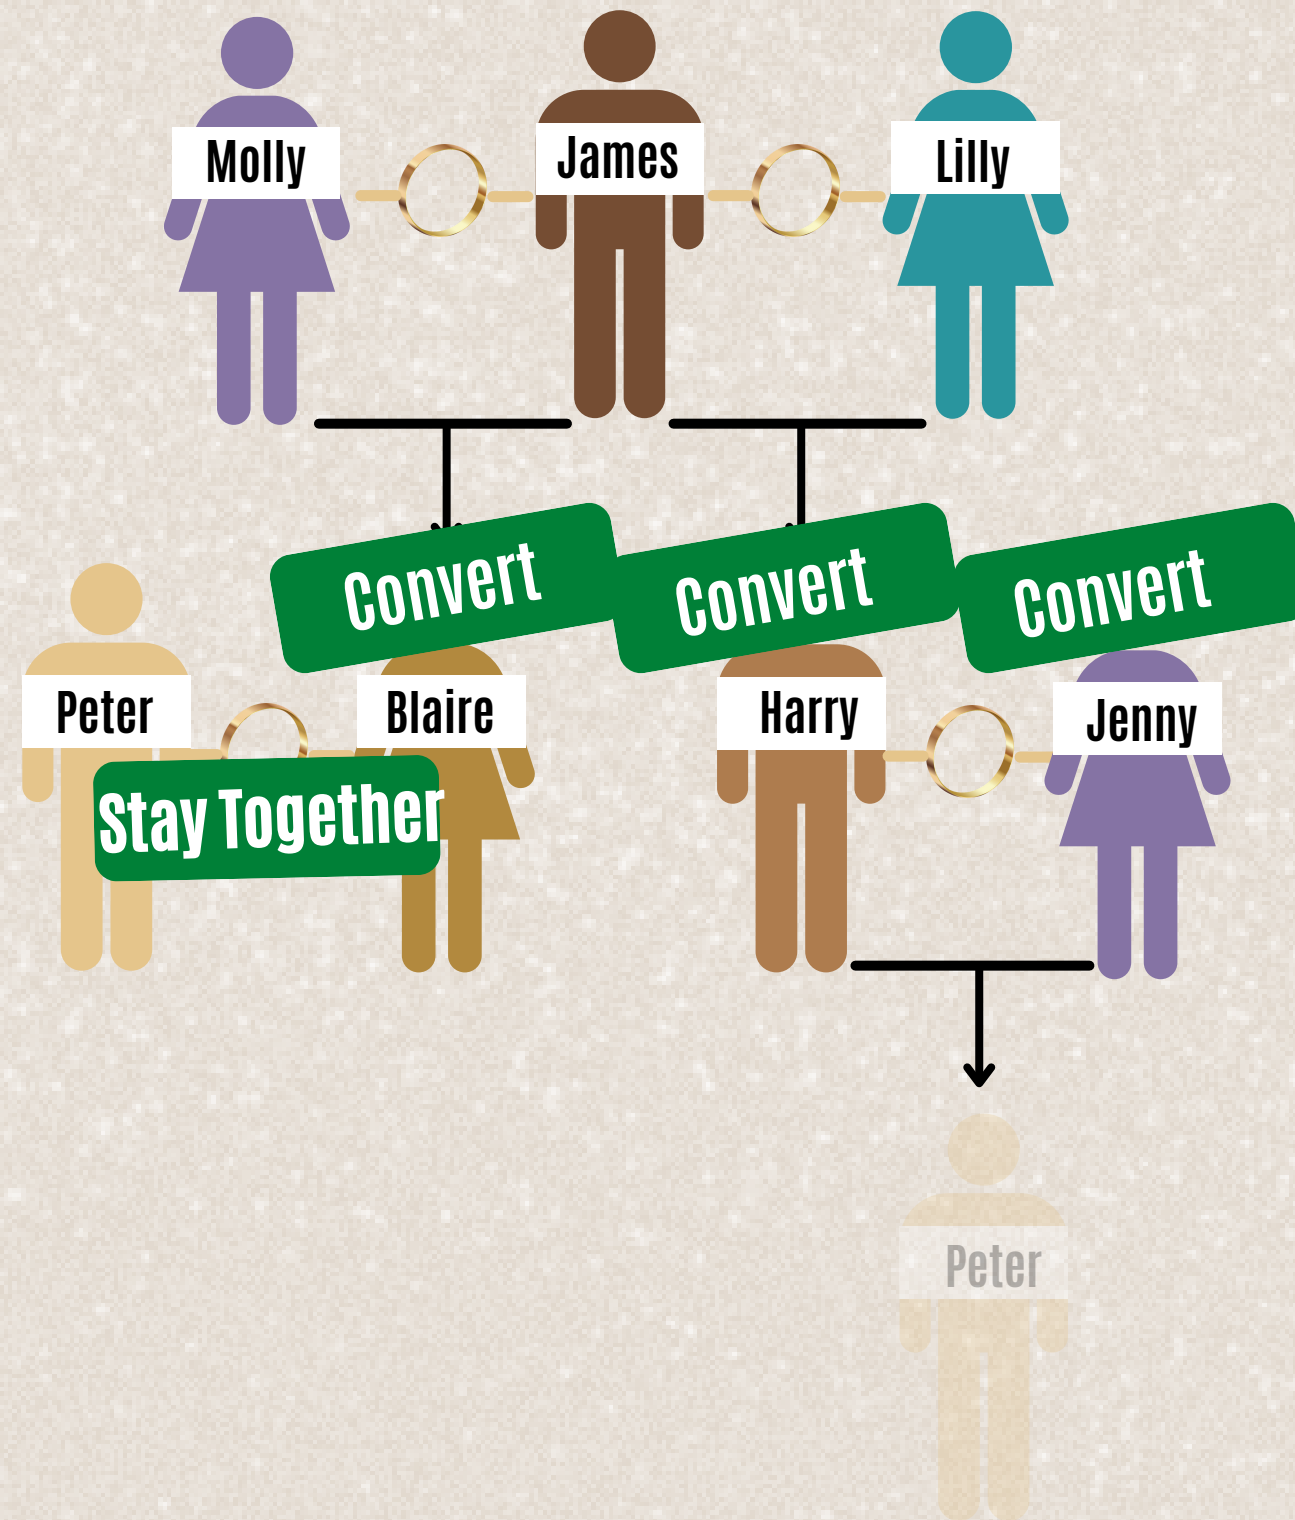 Molly
James
Lilly
Convert
Convert
Convert
Peter
Blaire
Harry
Jenny
Stay Together
Peter